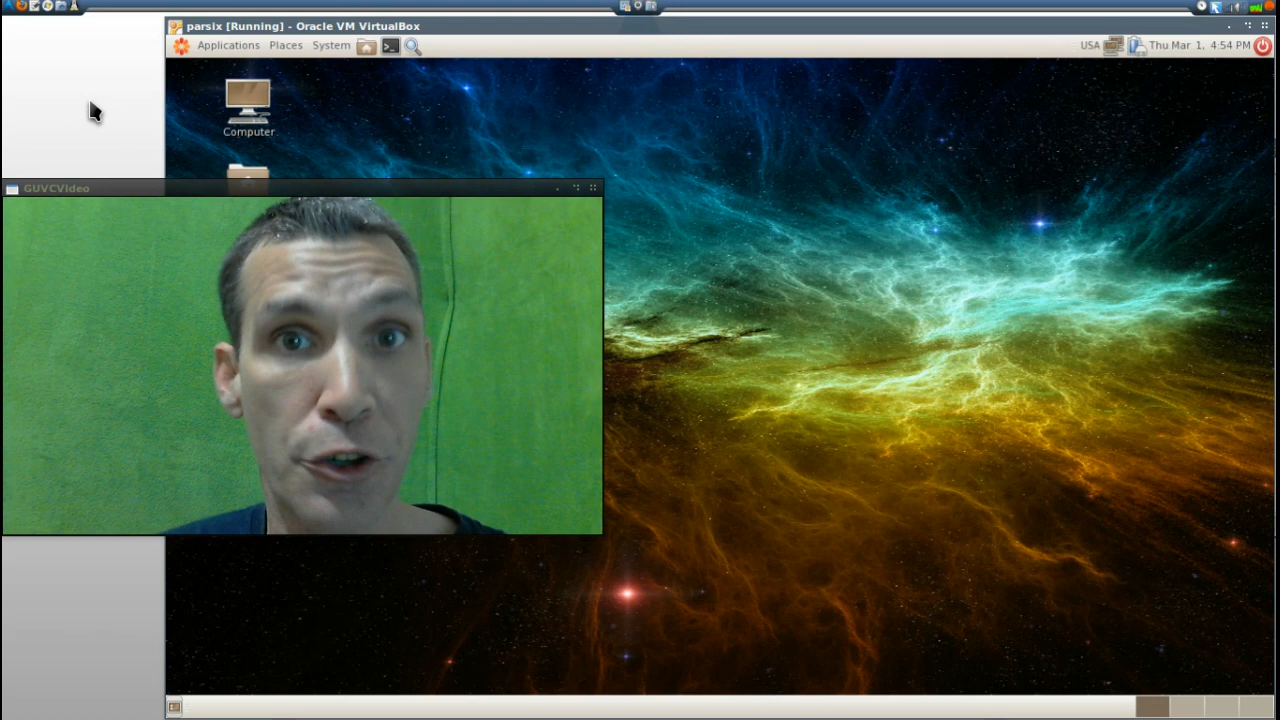 parsix [Running] - Oracle VM VirtualBox
Applications Places System
USA
Thu Mar 1, 4:54 PM
Computer
GUVCVideo